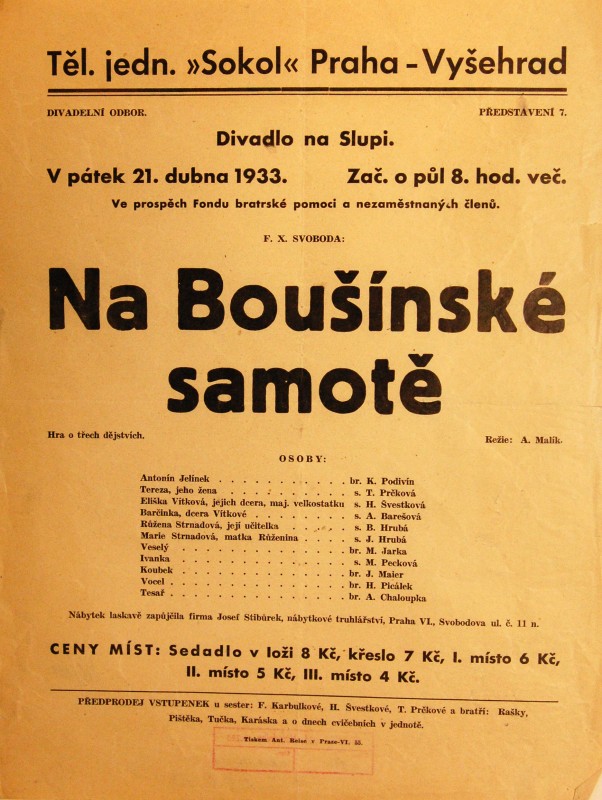 Těl. jedn. »Sokol« Praha - Vyšehrad
DIVADELNÍ ODBOR. PŘEDSTAVENÍ 7.
Divadlo na Slupi.
V pátek 21. dubna 1933. Zač. o půl 8. hod. več.
Ve prospěch Fondu bratrské pomoci a nezaměstnaných členů.
F. X. SVOBODA:
Na Boušínské
samotě
Hra o třech dějstvích. Režie: A. Malík.
OSOBY:
Antonín Jelínek . . . . . . . . . . . br. K. Podivín
Tereza, jeho žena . . . . . . . . . . s. T. Prčková
Eliška Vítková, jejich dcera, maj. velkostatku s. H. Švestková
Barčinka, dcera Vítkové . . . . . . . . s. A. Barešová
Růžena Strnadová, její učitelka . . . . . s. B. Hrubá
Marie Strnadová, matka Růženina . . . . s. J. Hrubá
Veselý . . . . . . . . . . . . . . br. M. Jarka
Ivanka . . . . . . . . . . . . . . s. M. Pecková
Koubek . . . . . . . . . . . . . br. J. Maier
Vocel . . . . . . . . . . . . . . br. H. Picálek
Tesař . . . . . . . . . . . . . . br. A. Chaloupka
Nábytek laskavě zapůjčila firma Josef Stibůrek, nábytkové truhlářství, Praha VI., Svobodova ul. č. 11 n.
CENY MÍST: Sedadlo v loži 8 Kč, křeslo 7 Kč, I. místo 6 Kč,
II. místo 5 Kč, III. místo 4 Kč.
PŘEDPRODEJ VSTUPENEK u sester: F. Karbulkové, H. Švestkové, T. Prčkové a bratří: Rašky,
Pištěka, Tučka, Karáska a o dnech cvičebních v jednotě.
Tiskem Ant. Reise v Praze-VI. 55.